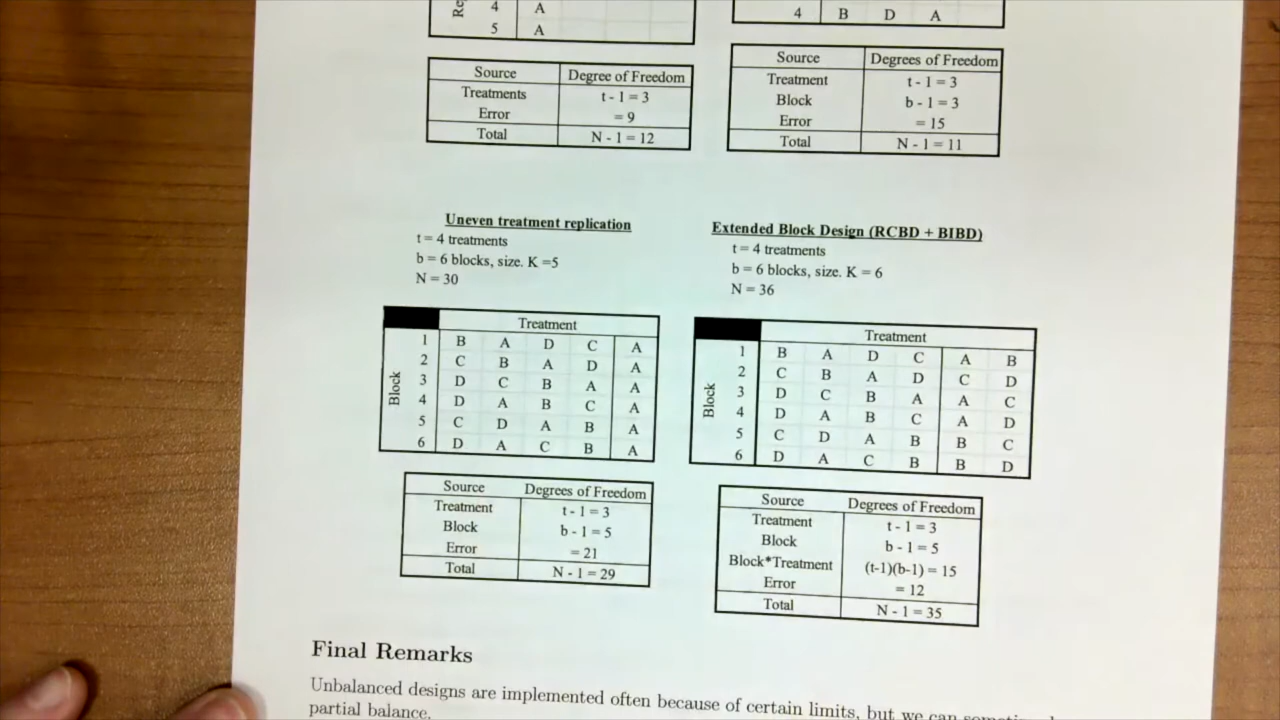 4 A
5 A
4 B D A
Source Degree of Freedom
Treatments t - 1 = 3
Error = 9
Total N - 1 = 12
Source Degrees of Freedom
Treatment t - 1 = 3
Block b - 1 = 3
Error = 15
Total N - 1 = 11
Uneven treatment replication
t = 4 treatments
b = 6 blocks, size. K =5
N = 30
Treatment
Block
1 B A D C A
2 C B A D A
3 D C B A A
4 D A B C A
5 C D A B A
6 D A C B A
Source Degrees of Freedom
Treatment t - 1 = 3
Block b - 1 = 5
Error = 21
Total N - 1 = 29
Extended Block Design (RCBD + BIBD)
t = 4 treatments
b = 6 blocks, size. K = 6
N = 36
Treatment
Block
1 B A D C A B
2 C B A D C D
3 D C B A A C
4 D A B C A D
5 C D A B B C
6 D A C B B D
Source Degrees of Freedom
Treatment t - 1 = 3
Block b - 1 = 5
Block*Treatment (t-1)(b-1) = 15
Error = 12
Total N - 1 = 35
Final Remarks
Unbalanced designs are implemented often because of certain limits, but we can
partial balance.